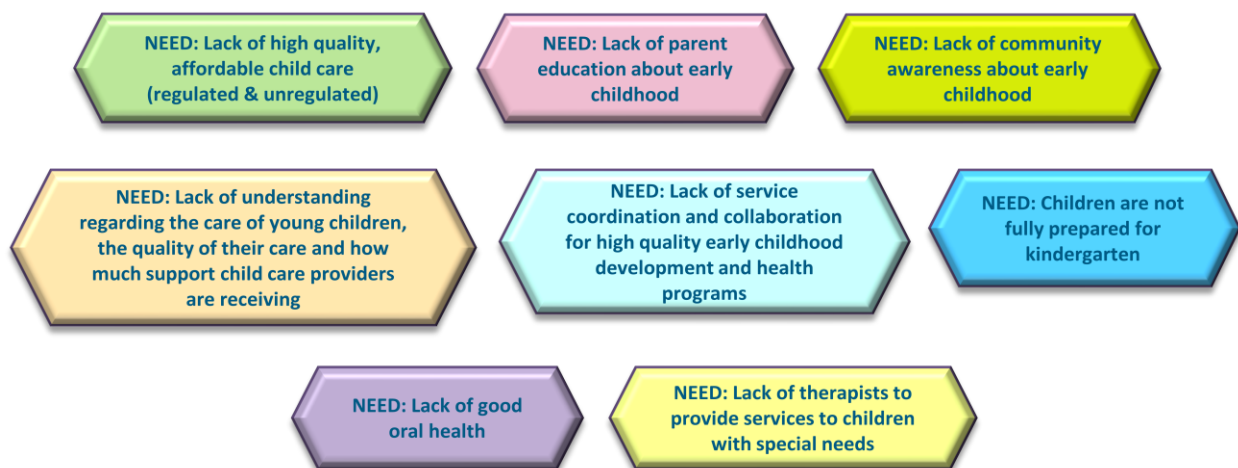 NEED: Lack of high quality,
affordable child care
(regulated & unregulated)
NEED: Lack of parent
education about early
childhood
NEED: Lack of community
awareness about early
childhood
NEED: Lack of understanding
regarding the care of young children,
the quality of their care and how
much support child care providers
are receiving
NEED: Lack of service
coordination and collaboration
for high quality early childhood
development and health
programs
NEED: Children are not
fully prepared for
kindergarten
NEED: Lack of good
oral health
NEED: Lack of therapists to
provide services to children
with special needs